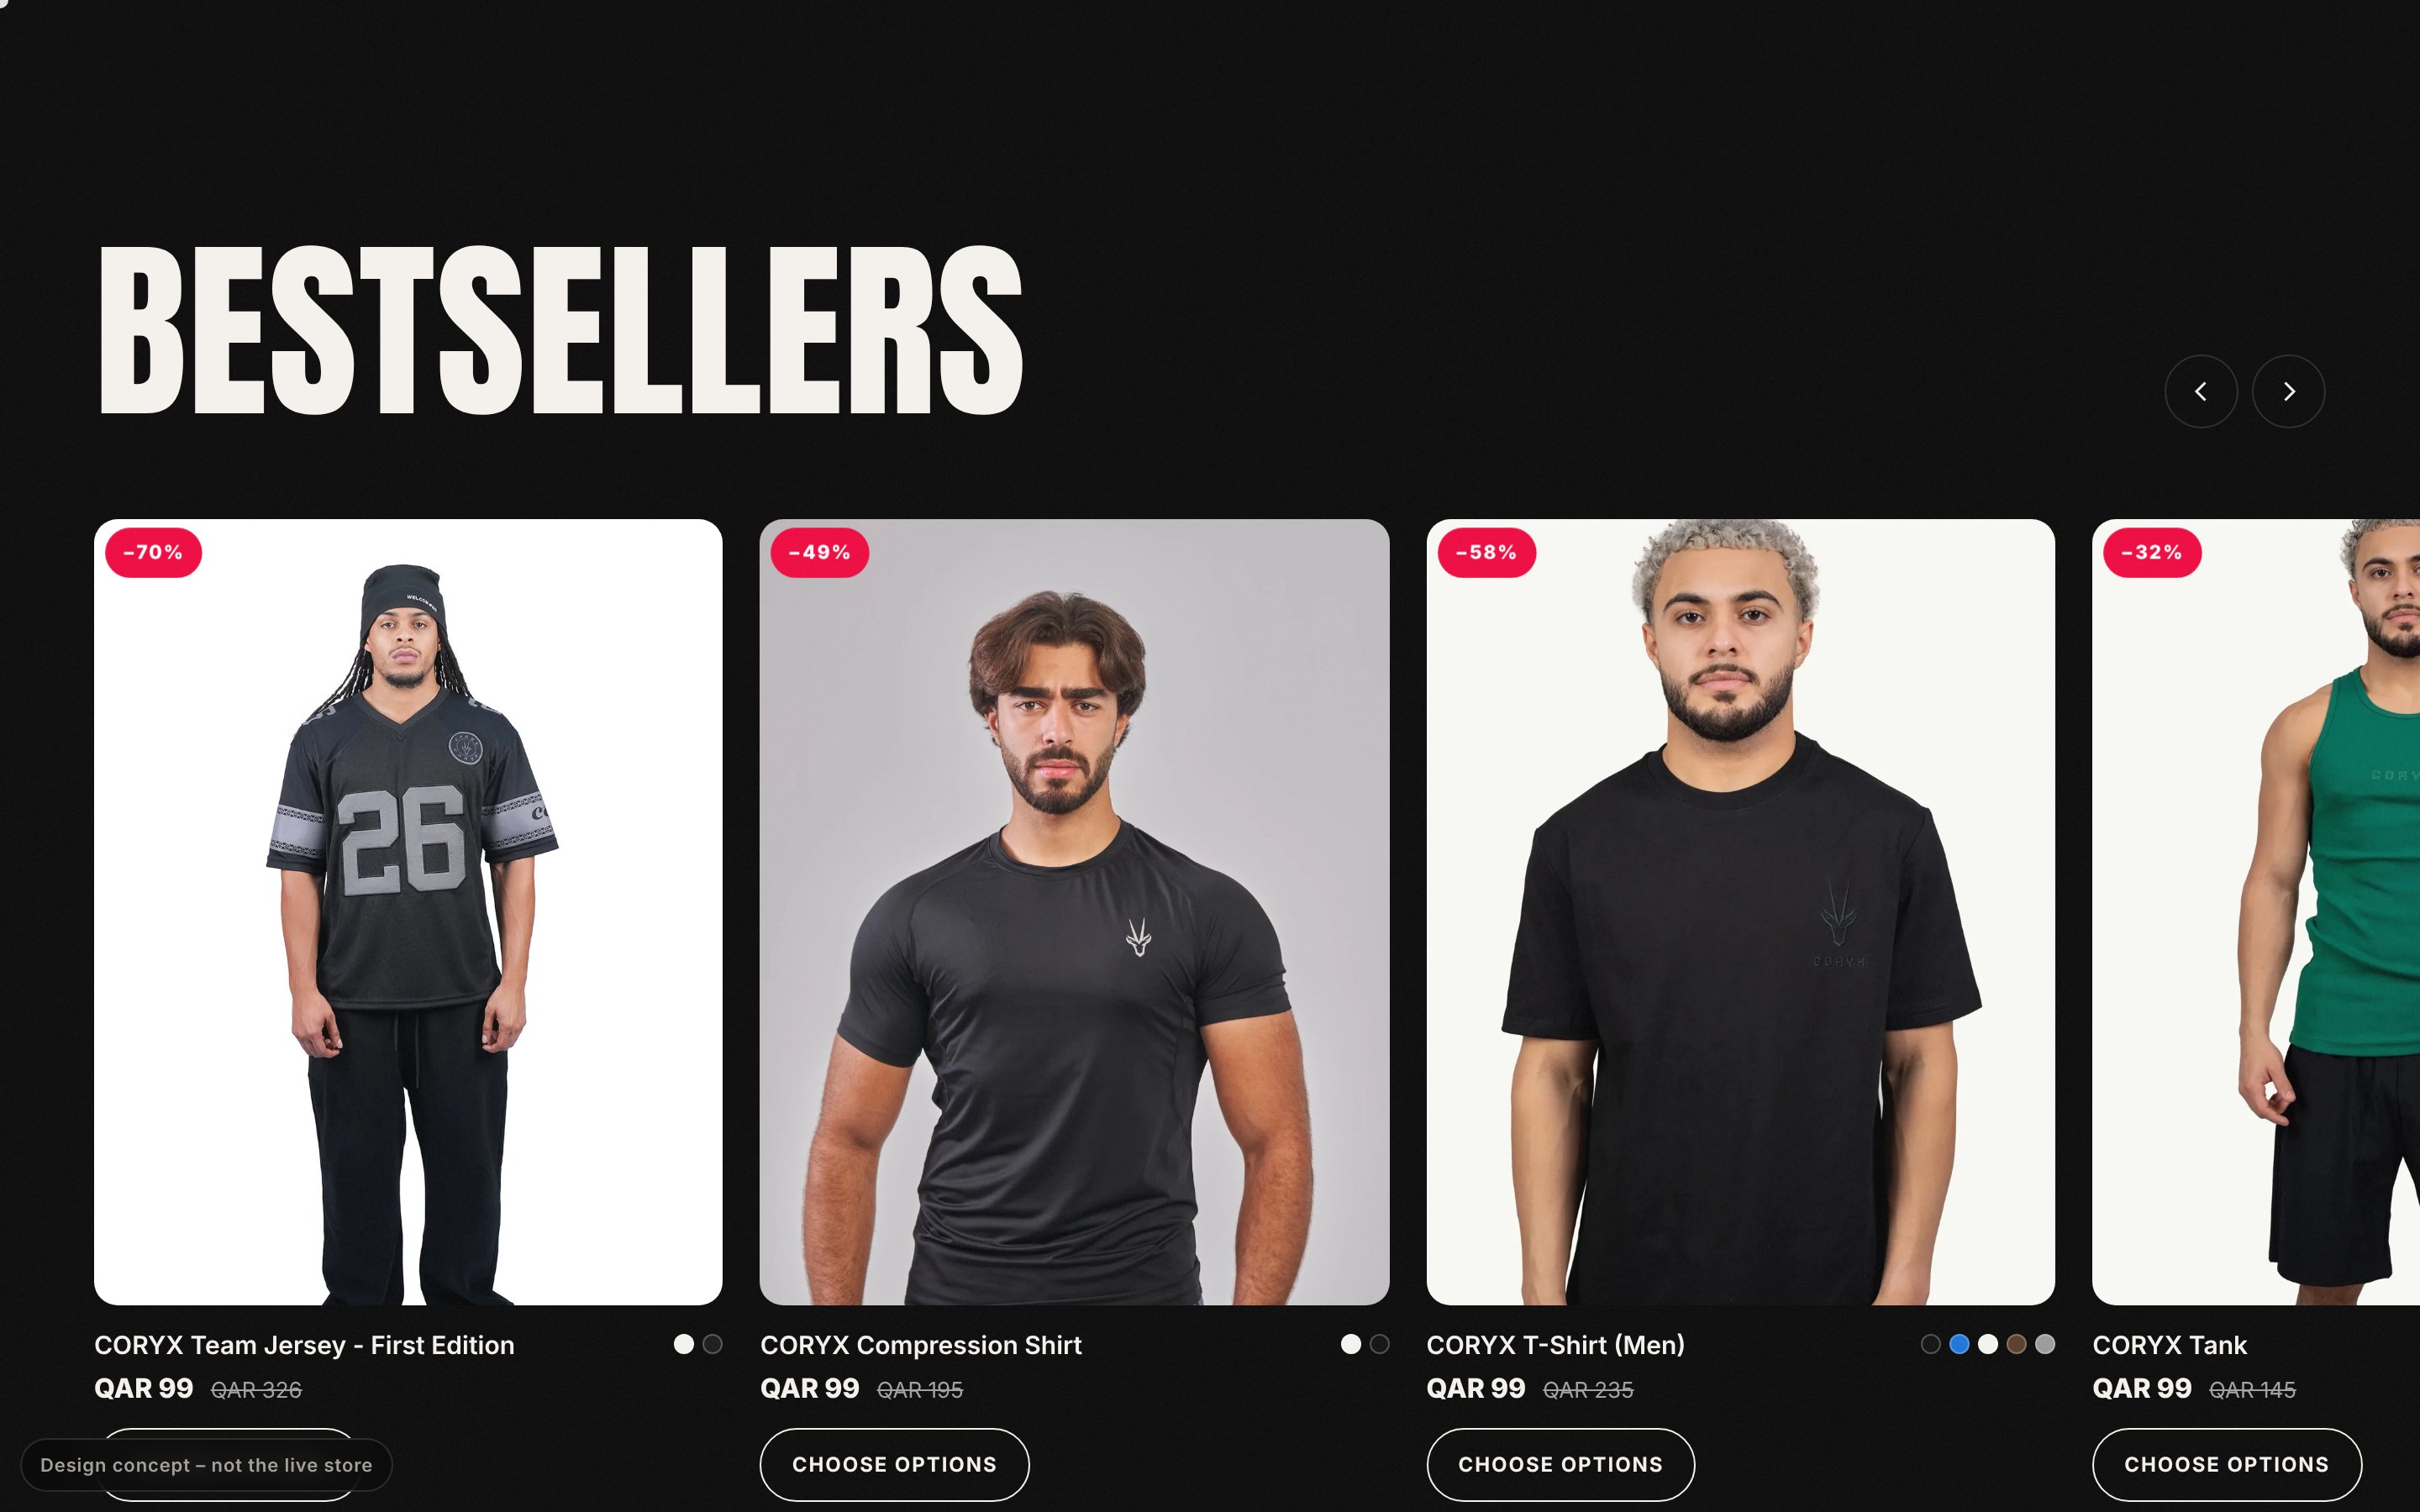 BESTSELLERS
−70%
−49%
−58%
−32%
26
CORYX
CORYX Team Jersey - First Edition
QAR 99 QAR 326
CORYX Compression Shirt
QAR 99 QAR 195
CHOOSE OPTIONS
CORYX T-Shirt (Men)
QAR 99 QAR 235
CHOOSE OPTIONS
CORYX Tank
QAR 99 QAR 145
CHOOSE OPTIONS
Design concept – not the live store